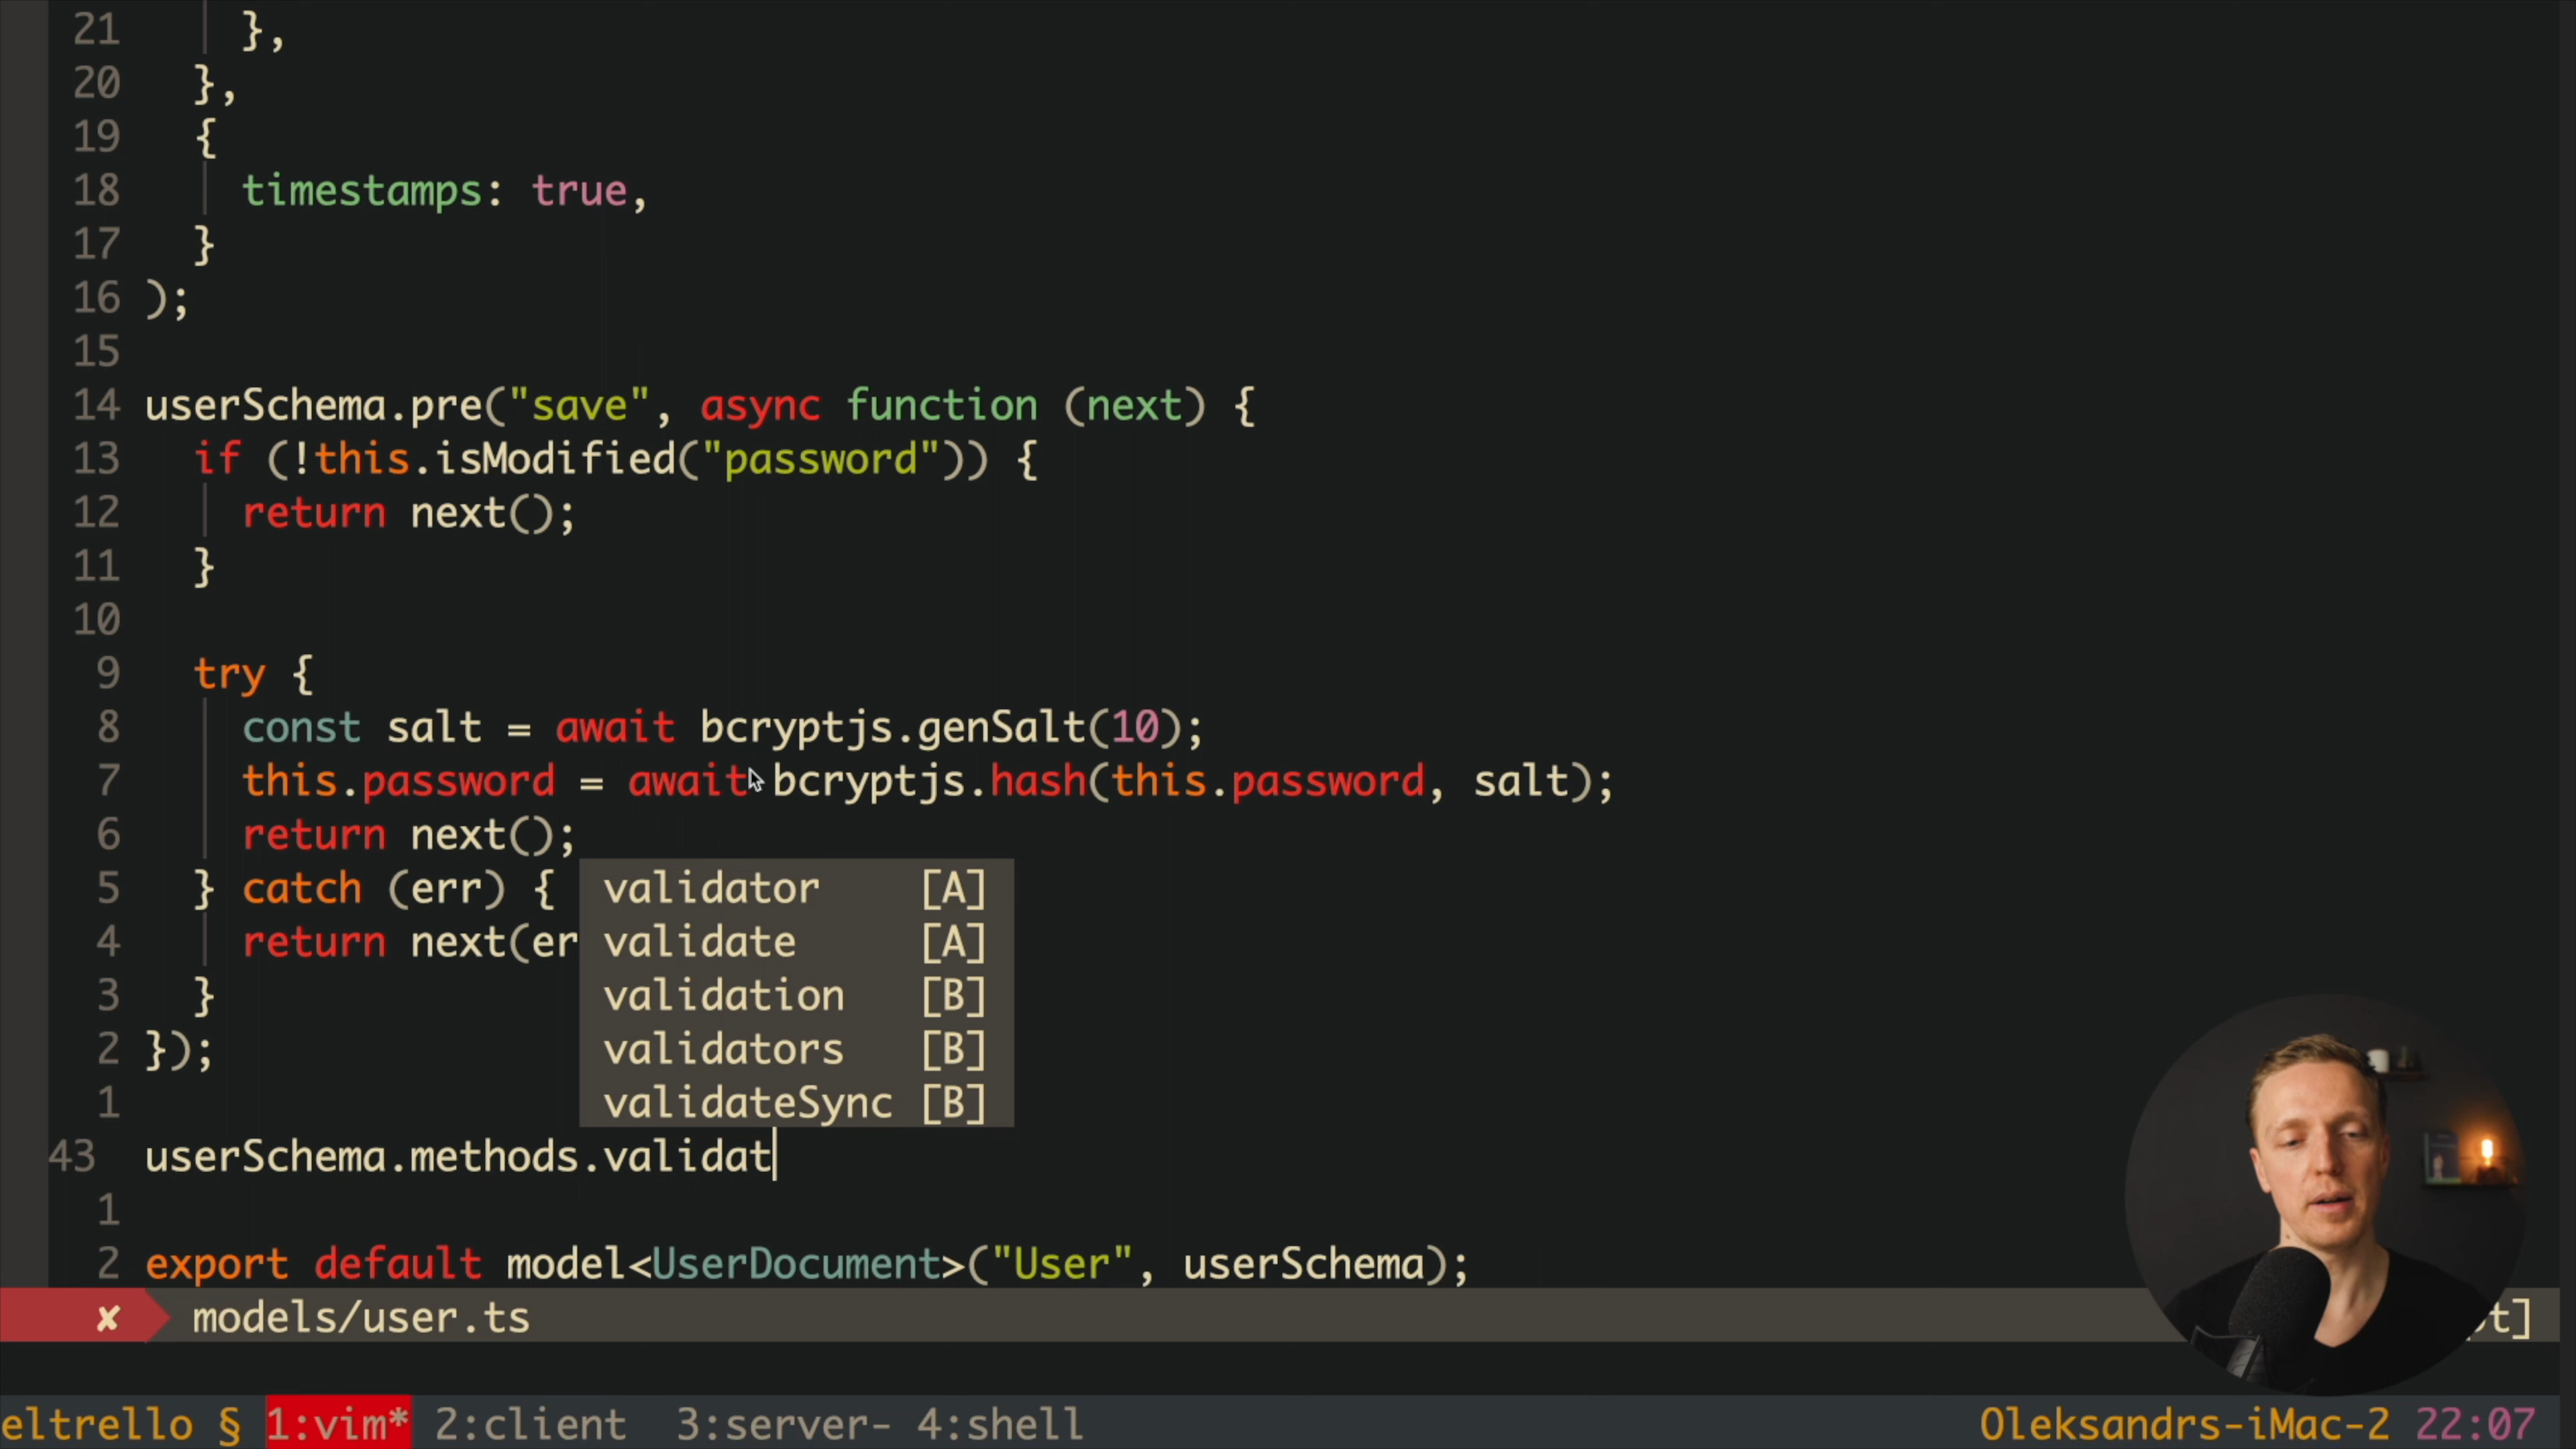 21 },
20 },
19 {
18 timestamps: true,
17 }
16 );
15
14 userSchema.pre("save", async function (next) {
13 if (!this.isModified("password")) {
12 return next();
11 }
10
9 try {
8 const salt = await bcryptjs.genSalt(10);
7 this.password = await bcryptjs.hash(this.password, salt);
6 return next();
5 } catch (err) {
validator [A]
4 return next(er
validate [A]
3 }
validation [B]
2 });
validators [B]
1
validateSync [B]
43 userSchema.methods.validat
1
2 export default model<UserDocument>("User", userSchema);
✘ models/user.ts
t]
eltrello § 1:vim* 2:client 3:server- 4:shell
Oleksandrs-iMac-2 22:07